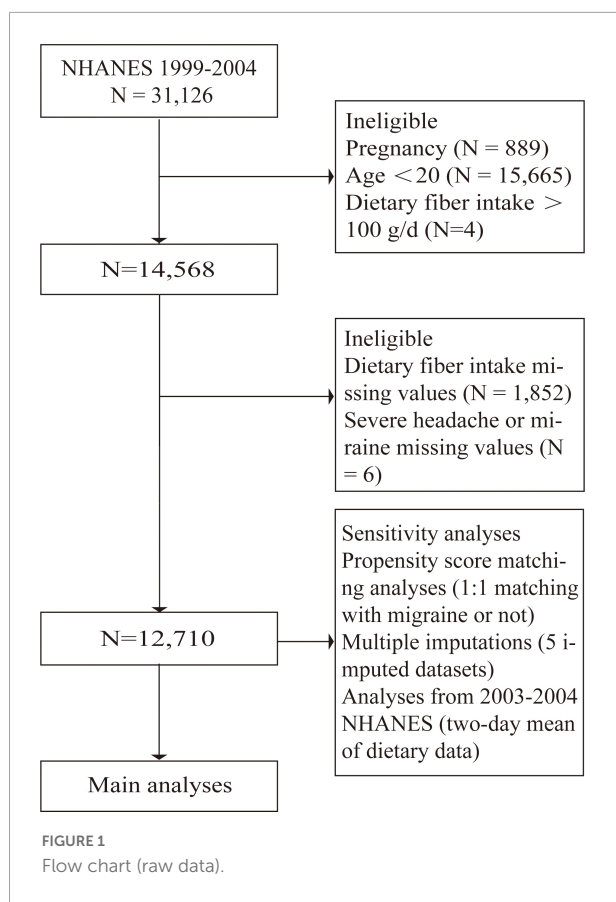 NHANES 1999-2004
N = 31,126
Ineligible
Pregnancy (N = 889)
Age <20 (N = 15,665)
Dietary fiber intake >
100 g/d (N=4)
N=14,568
Ineligible
Dietary fiber intake mi-
ssing values (N = 1,852)
Severe headache or mi-
raine missing values (N
= 6)
Sensitivity analyses
Propensity score match-
ing analyses (1:1 matching
with migraine or not)
Multiple imputations (5 i-
mputed datasets)
Analyses from 2003-2004
NHANES (two-day mean
of dietary data)
N=12,710
Main analyses
FIGURE 1
Flow chart (raw data).